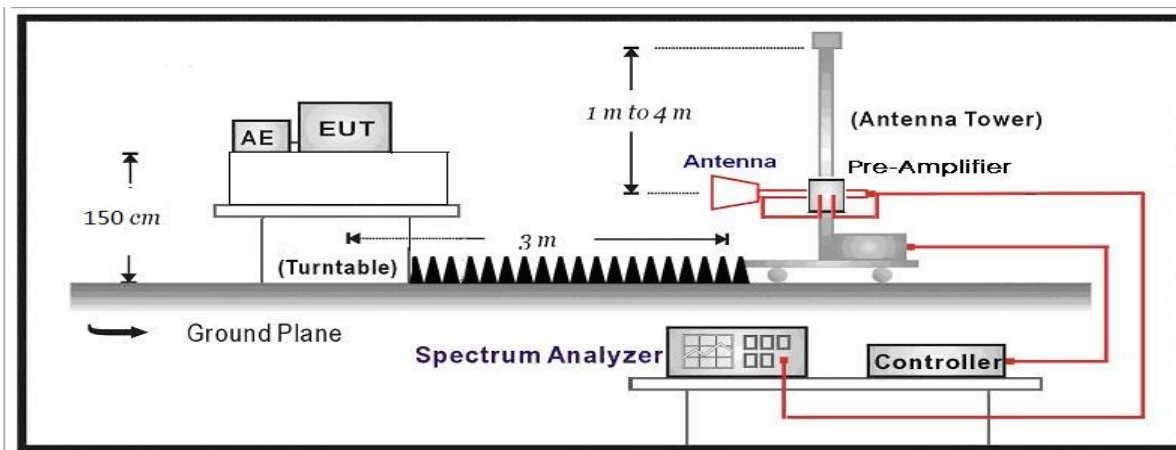 1 m to 4 m
(Antenna Tower)
AE
EUT
Antenna
Pre-Amplifier
150 cm
3 m
(Turntable)
Ground Plane
Spectrum Analyzer
Controller